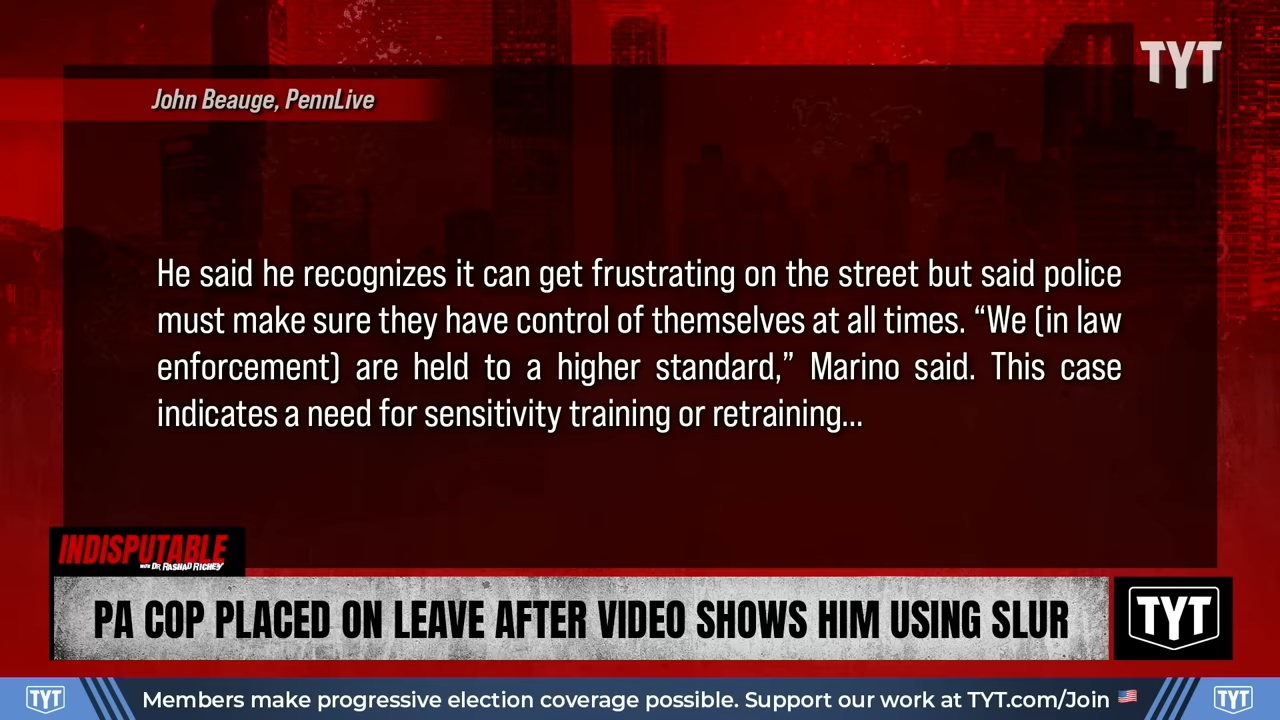 TYT
John Beauge, PennLive
He said he recognizes it can get frustrating on the street but said police
must make sure they have control of themselves at all times. “We (in law
enforcement) are held to a higher standard,” Marino said. This case
indicates a need for sensitivity training or retraining...
INDISPUTABLE
WITH DR. RASHAD RICHEY
PA COP PLACED ON LEAVE AFTER VIDEO SHOWS HIM USING SLUR
TYT
TYT
Members make progressive election coverage possible. Support our work at TYT.com/Join 🇺🇸
TYT